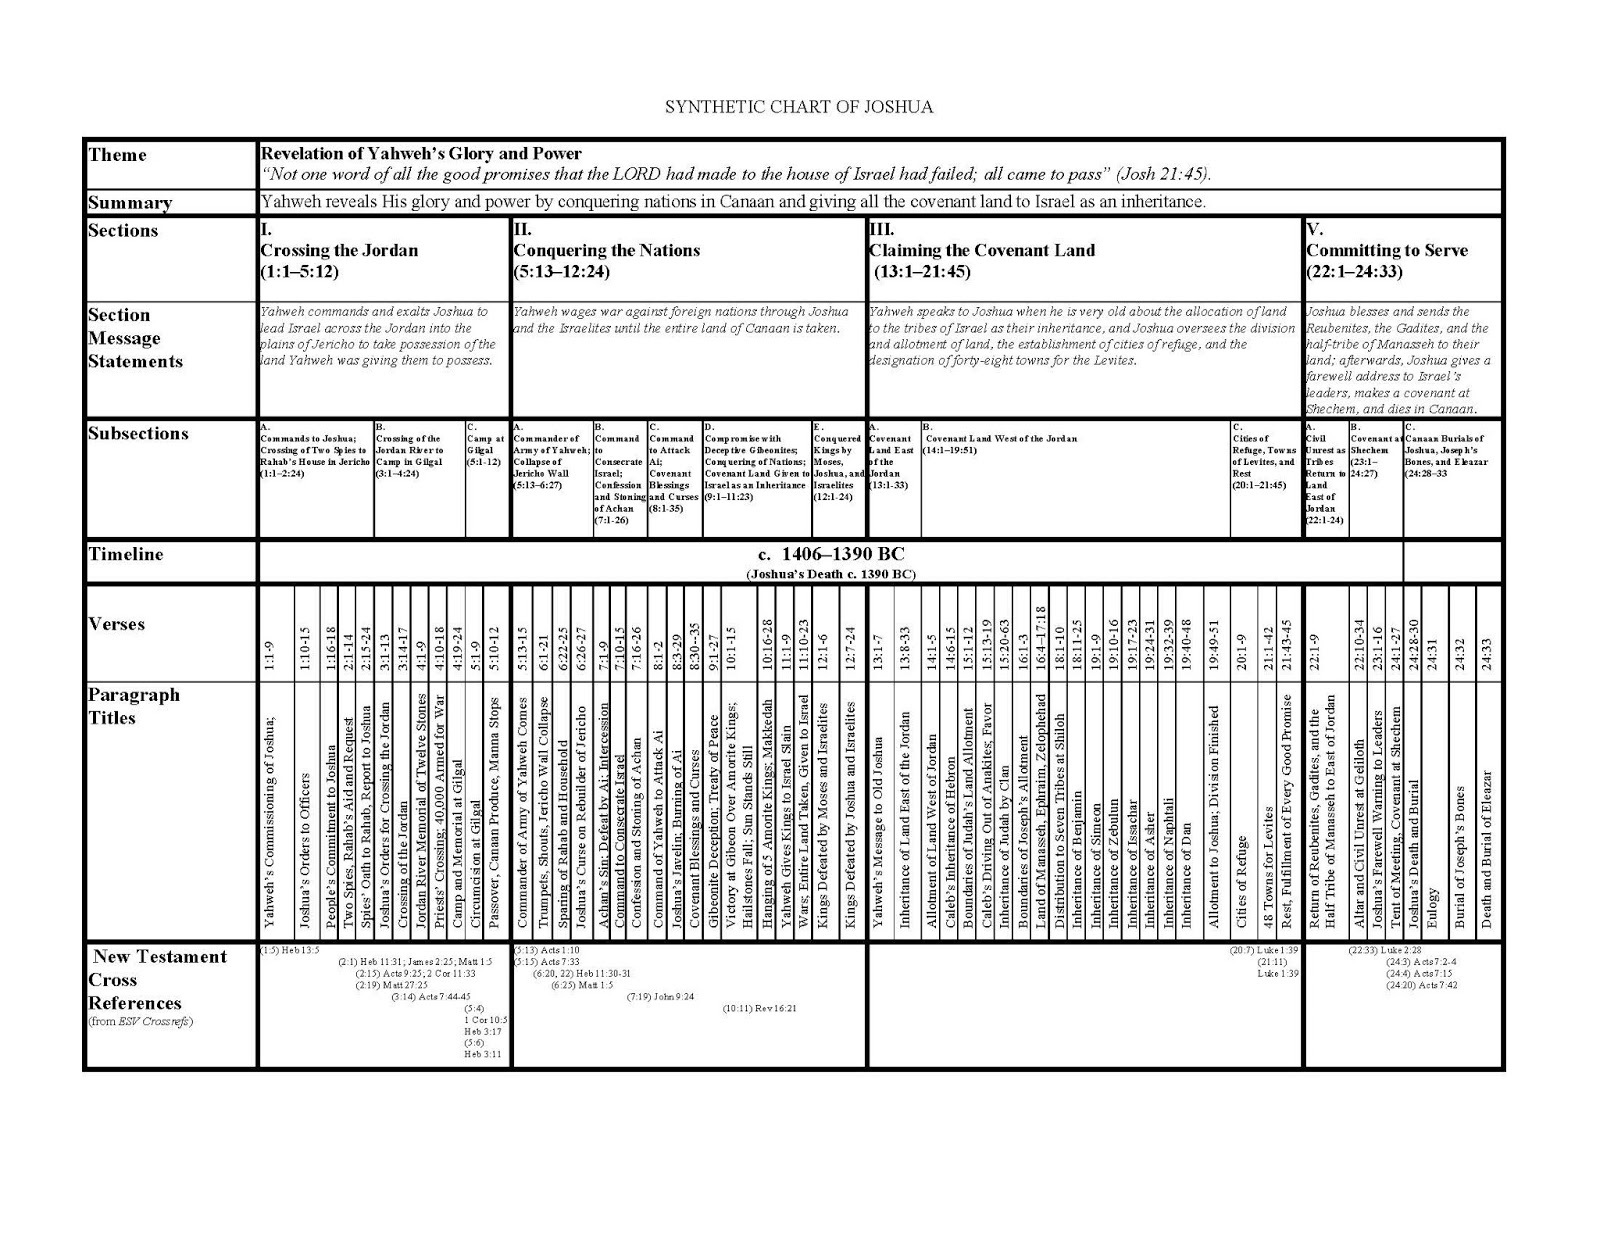 SYNTHETIC CHART OF JOSHUA
Theme
Revelation of Yahweh's Glory and Power
"Not one word of all the good promises that the LORD had made to the house of Israel had failed; all came to pass" (Josh 21:45).
Summary
Yahweh reveals His glory and power by conquering nations in Canaan and giving all the covenant land to Israel as an inheritance.
Sections
I.
Crossing the Jordan
(1:1–5:12)
II.
Conquering the Nations
(5:13–12:24)
III.
Claiming the Covenant Land
(13:1–21:45)
V.
Committing to Serve
(22:1–24:33)
Section
Message
Statements
Yahweh commands and exalts Joshua to
lead Israel across the Jordan into the
plains of Jericho to take possession of the
land Yahweh was giving them to possess.
Yahweh wages war against foreign nations through Joshua
and the Israelites until the entire land of Canaan is taken.
Yahweh speaks to Joshua when he is very old about the allocation of land
to the tribes of Israel as their inheritance, and Joshua oversees the division
and allotment of land, the establishment of cities of refuge, and the
designation of forty-eight towns for the Levites.
Joshua blesses and sends the
Reubenites, the Gadites, and the
half-tribe of Manasseh to their
land; afterwards, Joshua gives a
farewell address to Israel's
leaders, makes a covenant at
Shechem, and dies in Canaan.
Subsections
A.
Commands to Joshua;
Crossing of Two Spies to
Rahab's House in Jericho
(1:1–2:24)
B.
Crossing of the
Jordan River to
Camp in Gilgal
(3:1–4:24)
C.
Camp at
Gilgal
(5:1-12)
A.
Commander of
Army of Yahweh;
Collapse of
Jericho Wall
(5:13–6:27)
B.
Command
to
Consecrate
Israel;
Confession
and Stoning
of Achan
(7:1-26)
C.
Command
to Attack
Ai;
Covenant
Blessings
and Curses
(8:1-35)
D.
Compromise with
Deceptive Gibeonites;
Conquering of Nations;
Covenant Land Given to
Israel as an Inheritance
(9:1–11:23)
E.
Conquered
Kings by
Moses,
Joshua, and
Israelites
(12:1-24)
A.
Covenant
Land East
of the
Jordan
(13:1-33)
B.
Covenant Land West of the Jordan
(14:1–19:51)
C.
Cities of
Refuge, Towns
of Levites, and
Rest
(20:1–21:45)
A.
Civil
Unrest as
Tribes
Return to
Land
East of
Jordan
(22:1-24)
B.
Covenant at
Shechem
(23:1–
24:27)
C.
Canaan Burials of
Joshua, Joseph's
Bones, and Eleazar
(24:28–33
Timeline
c. 1406–1390 BC
(Joshua's Death c. 1390 BC)
Verses
1:1-9
1:10-15
1:16-18
2:1-14
2:15-24
3:1-13
3:14-17
4:1-9
4:10-18
4:19-24
5:1-9
5:10-12
5:13-15
6:1-21
6:22-25
6:26-27
7:1-9
7:10-15
7:16-26
8:1-2
8:3-29
8:30--35
9:1-27
10:1-15
10:16-28
11:1-9
11:10-23
12:1-6
12:7-24
13:1-7
13:8-33
14:1-5
14:6-15
15:1-12
15:13-19
15:20-63
16:1-3
16:4–17:18
18:1-10
18:11-25
19:1-9
19:10-16
19:17-23
19:24-31
19:32-39
19:40-48
19:49-51
20:1-9
21:1-42
21:43-45
22:1-9
22:10-34
23:1-16
24:1-27
24:28-30
24:31
24:32
24:33
Paragraph
Titles
Yahweh's Commissioning of Joshua;
Joshua's Orders to Officers
People's Commitment to Joshua
Two Spies; Rahab's Aid and Request
Spies' Oath to Rahab, Report to Joshua
Joshua's Orders for Crossing the Jordan
Crossing of the Jordan
Jordan River Memorial of Twelve Stones
Priests' Crossing; 40,000 Armed for War
Camp and Memorial at Gilgal
Circumcision at Gilgal
Passover, Canaan Produce, Manna Stops
Commander of Army of Yahweh Comes
Trumpets, Shouts, Jericho Wall Collapse
Sparing of Rahab and Household
Joshua's Curse on Rebuilder of Jericho
Achan's Sin; Defeat by Ai; Intercession
Command to Consecrate Israel
Confession and Stoning of Achan
Command of Yahweh to Attack Ai
Joshua's Javelin; Burning of Ai
Covenant Blessings and Curses
Gibeonite Deception; Treaty of Peace
Victory at Gibeon Over Amorite Kings;
Hailstones Fall; Sun Stands Still
Hanging of 5 Amorite Kings; Makkedah
Yahweh Gives Kings to Israel Slain
Wars; Entire Land Taken, Given to Israel
Kings Defeated by Moses and Israelites
Kings Defeated by Joshua and Israelites
Yahweh's Message to Old Joshua
Inheritance of Land East of the Jordan
Allotment of Land West of Jordan
Caleb's Inheritance of Hebron
Boundaries of Judah's Land Allotment
Caleb's Driving Out of Anakites; Favor
Inheritance of Judah by Clan
Boundaries of Joseph's Allotment
Land of Manasseh, Ephraim, Zelophehad
Distribution to Seven Tribes at Shiloh
Inheritance of Benjamin
Inheritance of Simeon
Inheritance of Zebulun
Inheritance of Issachar
Inheritance of Asher
Inheritance of Naphtali
Inheritance of Dan
Allotment to Joshua; Division Finished
Cities of Refuge
48 Towns for Levites
Rest, Fulfillment of Every Good Promise
Return of Reubenites, Gadites, and the
Half Tribe of Manasseh to East of Jordan
Altar and Civil Unrest at Geliloth
Joshua's Farewell Warning to Leaders
Tent of Meeting; Covenant at Shechem
Joshua's Death and Burial
Eulogy
Burial of Joseph's Bones
Death and Burial of Eleazar
New Testament
Cross
References
(from ESV Crossrefs)
(1:5) Heb 13:5
(2:1) Heb 11:31; James 2:25; Matt 1:5
(2:15) Acts 9:25; 2 Cor 11:33
(2:19) Matt 27:25
(3:14) Acts 7:44-45
(5:4)
1 Cor 10:5
Heb 3:17
(5:6)
Heb 3:11
(5:13) Acts 1:10
(5:15) Acts 7:33
(6:20, 22) Heb 11:30-31
(6:25) Matt 1:5
(7:19) John 9:24
(10:11) Rev 16:21
(20:7) Luke 1:39
(21:11)
Luke 1:39
(22:33) Luke 2:28
(24:3) Acts 7:2-4
(24:4) Acts 7:15
(24:20) Acts 7:42